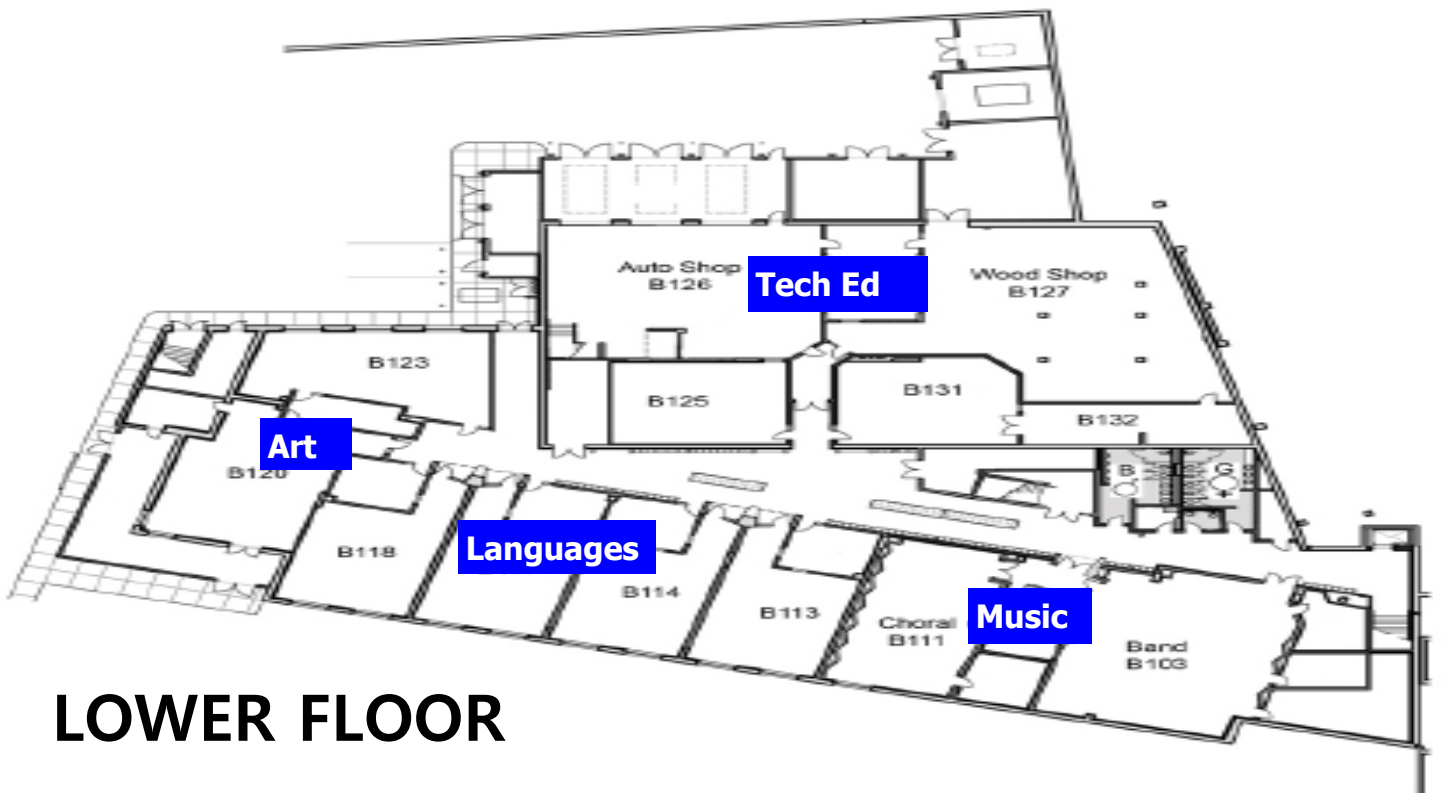 Auto Shop
B126
Tech Ed
Wood Shop
B127
B123
B125
B131
B132
Art
B120
B
G
B118
Languages
B114
B113
Choral
B111
Music
Band
B103
LOWER FLOOR